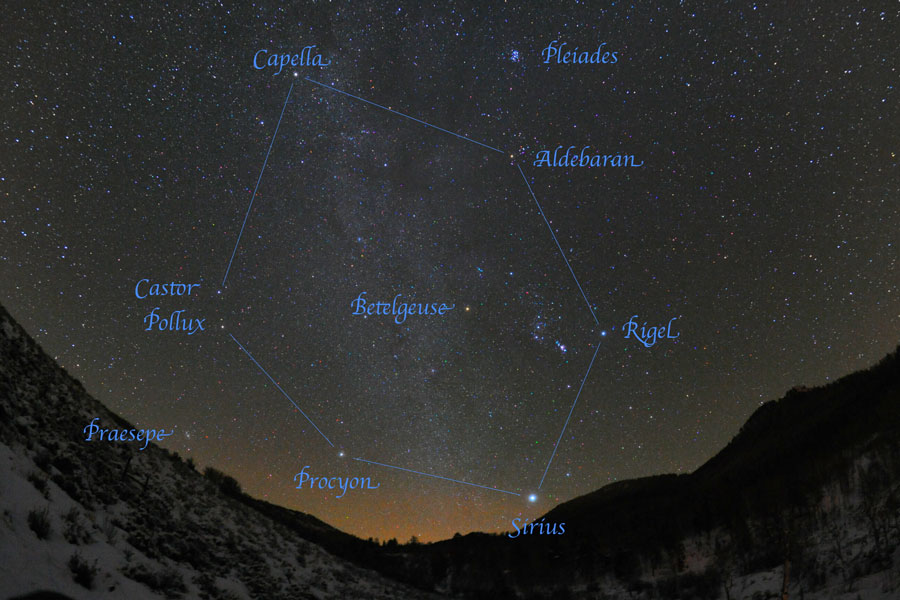 Capella
Pleiades
Aldebaran
Castor
Pollux
Betelgeuse
Rigel
Praesepe
Procyon
Sirius